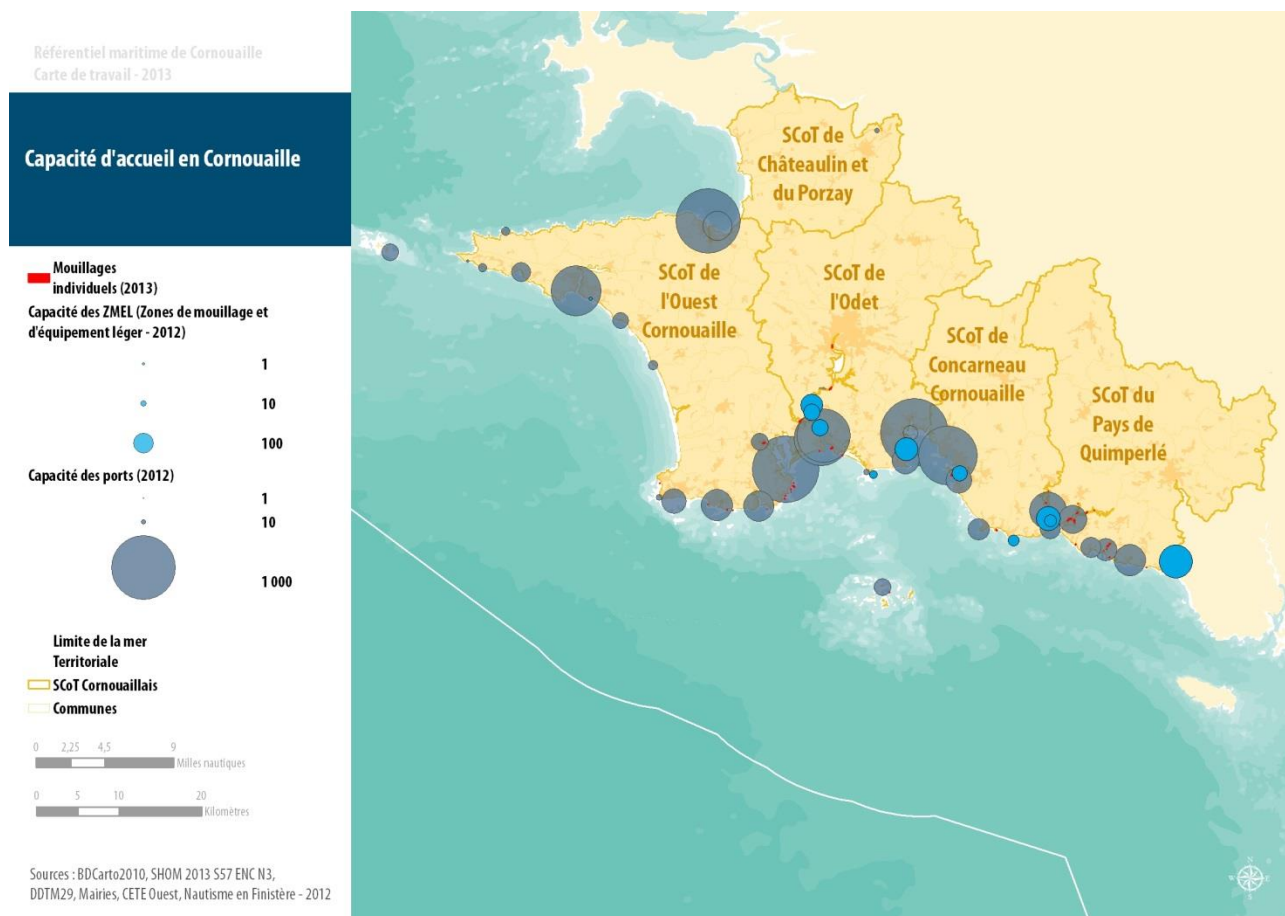 Référentiel maritime de Cornouaille
Carte de travail - 2013
Capacité d'accueil en Cornouaille
Mouillages
individuels (2013)
Capacité des ZMEL (Zones de mouillage et
d'équipement léger - 2012)
1
10
100
Capacité des ports (2012)
1
10
1 000
Limite de la mer
Territoriale
SCoT Cornouaillais
Communes
0 2,25 4,5 9
Milles nautiques
0 5 10 20
Kilomètres
Sources : BDCarto2010, SHOM 2013 S57 ENC N3,
DDTM29, Mairies, CETE Ouest, Nautisme en Finistère - 2012
SCoT de
Châteaulin et
du Porzay
SCoT de
l'Ouest
Cornouaille
SCoT de
l'Odet
SCoT de
Concarneau
Cornouaille
SCoT du
Pays de
Quimperlé
N
W E
S